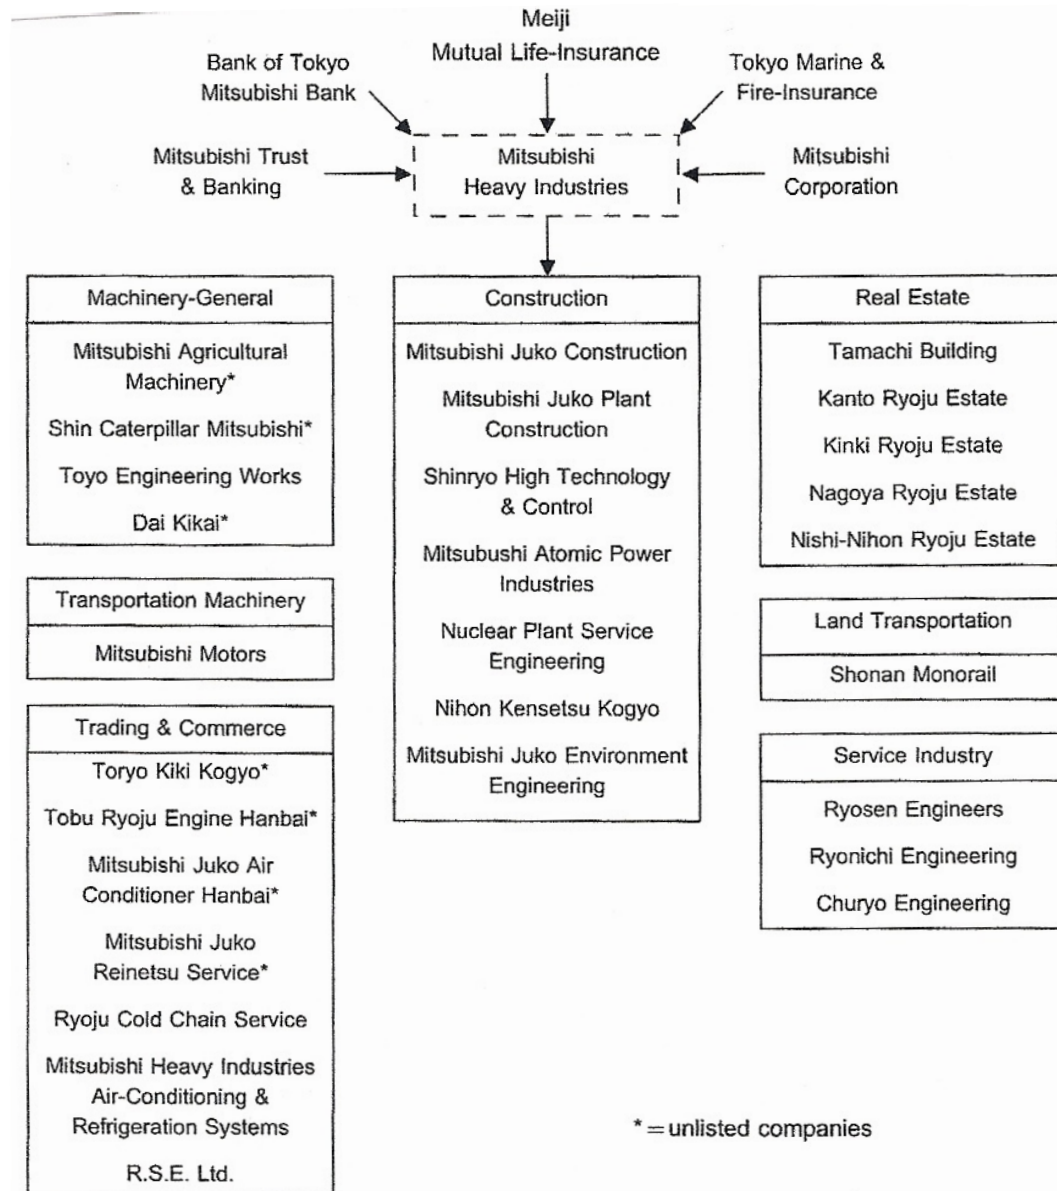 Meiji
Mutual Life-Insurance
Bank of Tokyo
Mitsubishi Bank
Tokyo Marine &
Fire-Insurance
Mitsubishi Trust
& Banking
Mitsubishi
Heavy Industries
Mitsubishi
Corporation
Machinery-General
Mitsubishi Agricultural
Machinery*
Shin Caterpillar Mitsubishi*
Toyo Engineering Works
Dai Kikai*
Transportation Machinery
Mitsubishi Motors
Trading & Commerce
Toryo Kiki Kogyo*
Tobu Ryoju Engine Hanbai*
Mitsubishi Juko Air
Conditioner Hanbai*
Mitsubishi Juko
Reinetsu Service*
Ryoju Cold Chain Service
Mitsubishi Heavy Industries
Air-Conditioning &
Refrigeration Systems
R.S.E. Ltd.
Construction
Mitsubishi Juko Construction
Mitsubishi Juko Plant
Construction
Shinryo High Technology
& Control
Mitsubushi Atomic Power
Industries
Nuclear Plant Service
Engineering
Nihon Kensetsu Kogyo
Mitsubishi Juko Environment
Engineering
Real Estate
Tamachi Building
Kanto Ryoju Estate
Kinki Ryoju Estate
Nagoya Ryoju Estate
Nishi-Nihon Ryoju Estate
Land Transportation
Shonan Monorail
Service Industry
Ryosen Engineers
Ryonichi Engineering
Churyo Engineering
* = unlisted companies